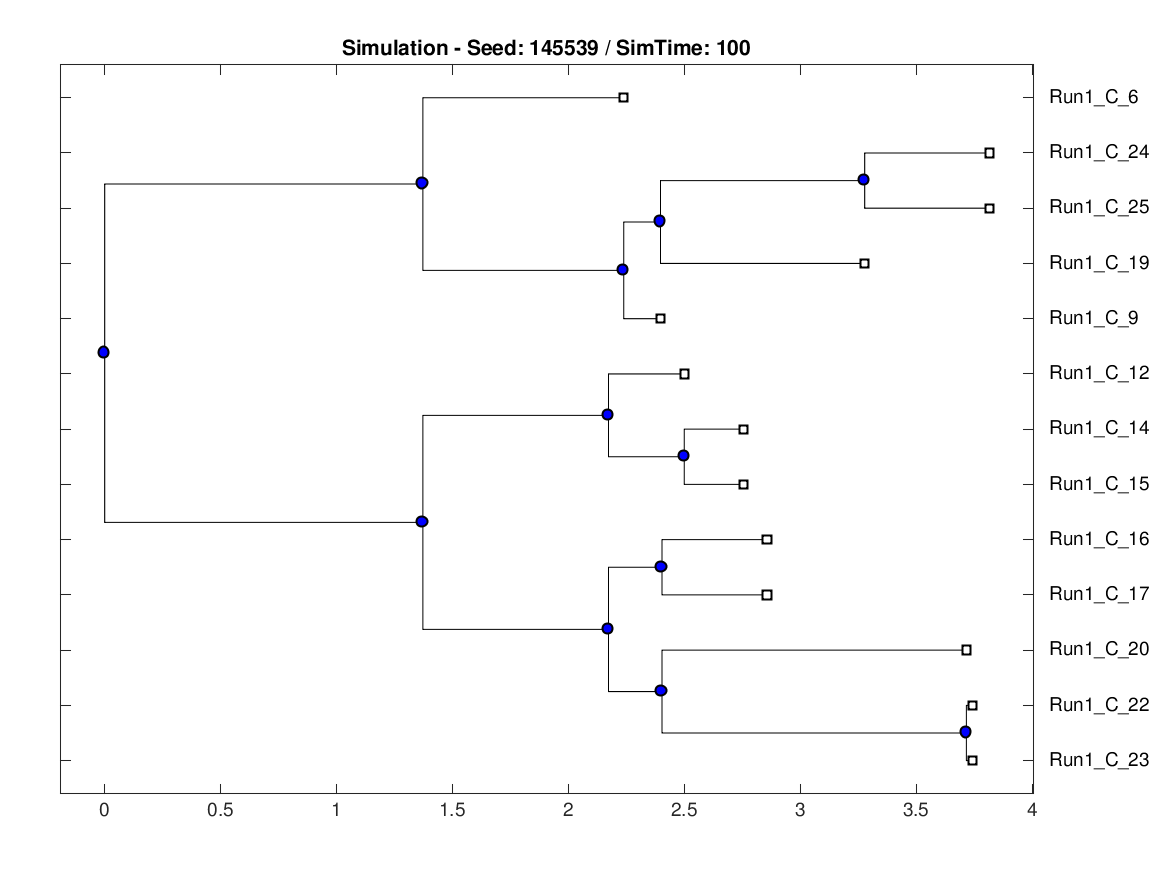 Simulation - Seed: 145539 / SimTime: 100
Run1_C_6
Run1_C_24
Run1_C_25
Run1_C_19
Run1_C_9
Run1_C_12
Run1_C_14
Run1_C_15
Run1_C_16
Run1_C_17
Run1_C_20
Run1_C_22
Run1_C_23
0 0.5 1 1.5 2 2.5 3 3.5 4